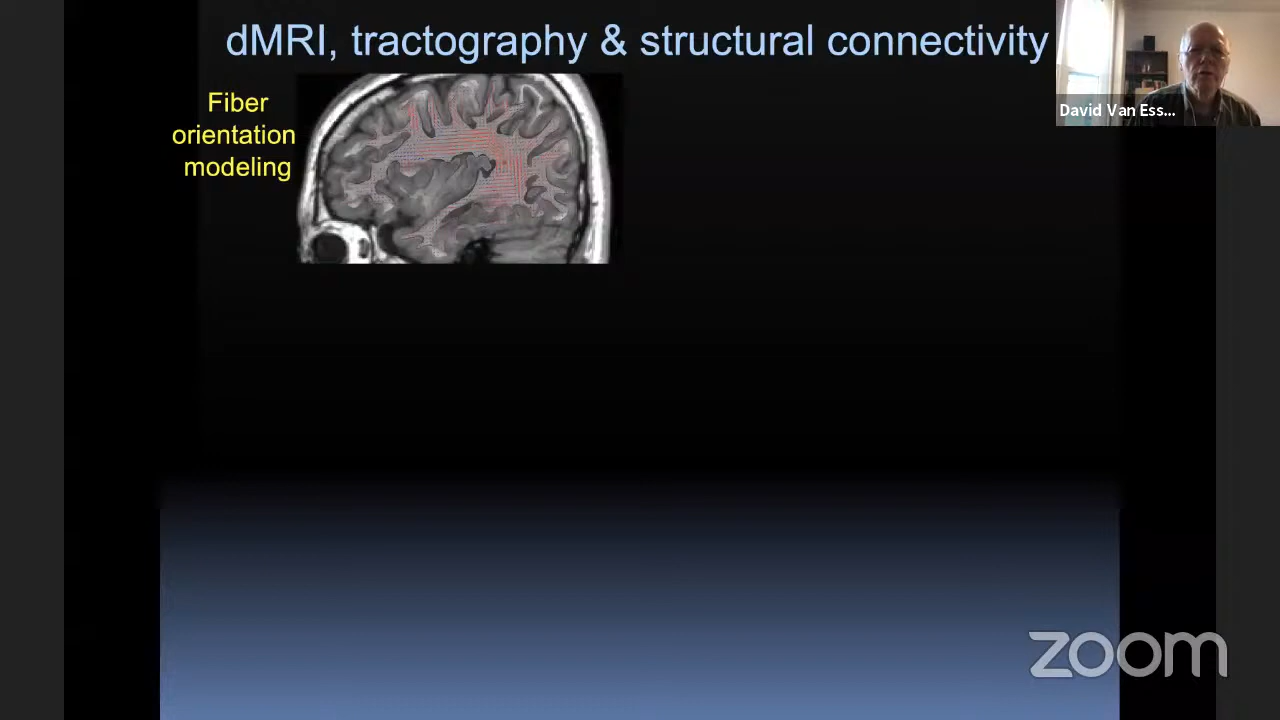 dMRI, tractography & structural connectivity
Fiber
orientation
modeling
David Van Ess...
zoom